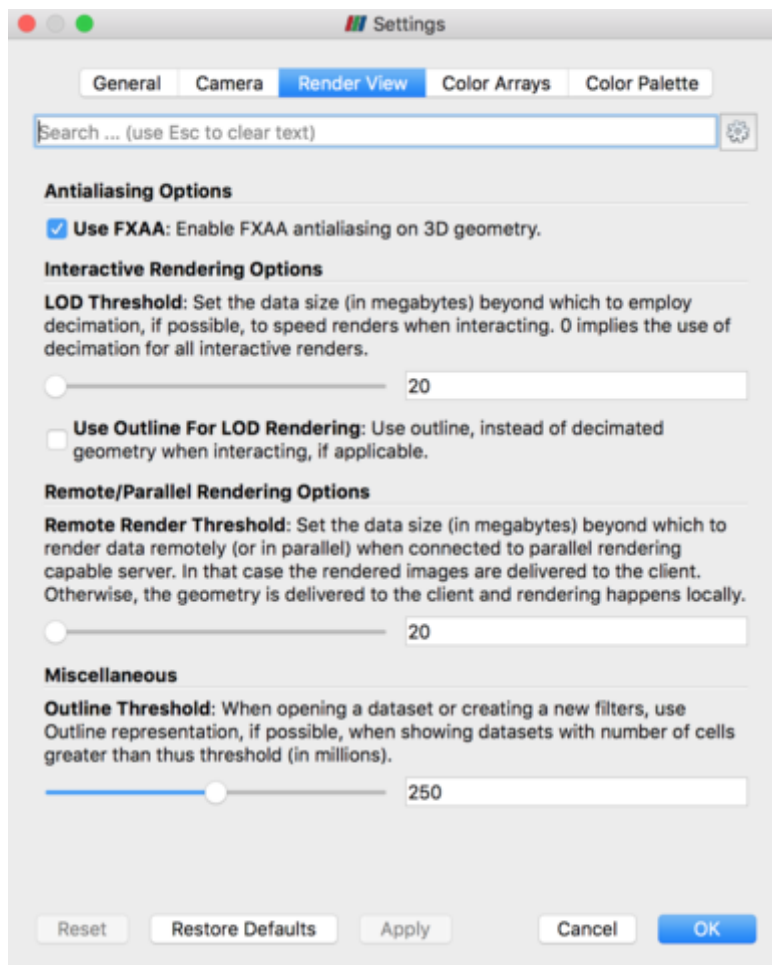 Settings
General Camera Render View Color Arrays Color Palette
Search ... (use Esc to clear text)
Antialiasing Options
Use FXAA: Enable FXAA antialiasing on 3D geometry.
Interactive Rendering Options
LOD Threshold: Set the data size (in megabytes) beyond which to employ
decimation, if possible, to speed renders when interacting. 0 implies the use of
decimation for all interactive renders.
20
Use Outline For LOD Rendering: Use outline, instead of decimated
geometry when interacting, if applicable.
Remote/Parallel Rendering Options
Remote Render Threshold: Set the data size (in megabytes) beyond which to
render data remotely (or in parallel) when connected to parallel rendering
capable server. In that case the rendered images are delivered to the client.
Otherwise, the geometry is delivered to the client and rendering happens locally.
20
Miscellaneous
Outline Threshold: When opening a dataset or creating a new filters, use
Outline representation, if possible, when showing datasets with number of cells
greater than thus threshold (in millions).
250
Reset Restore Defaults Apply Cancel OK